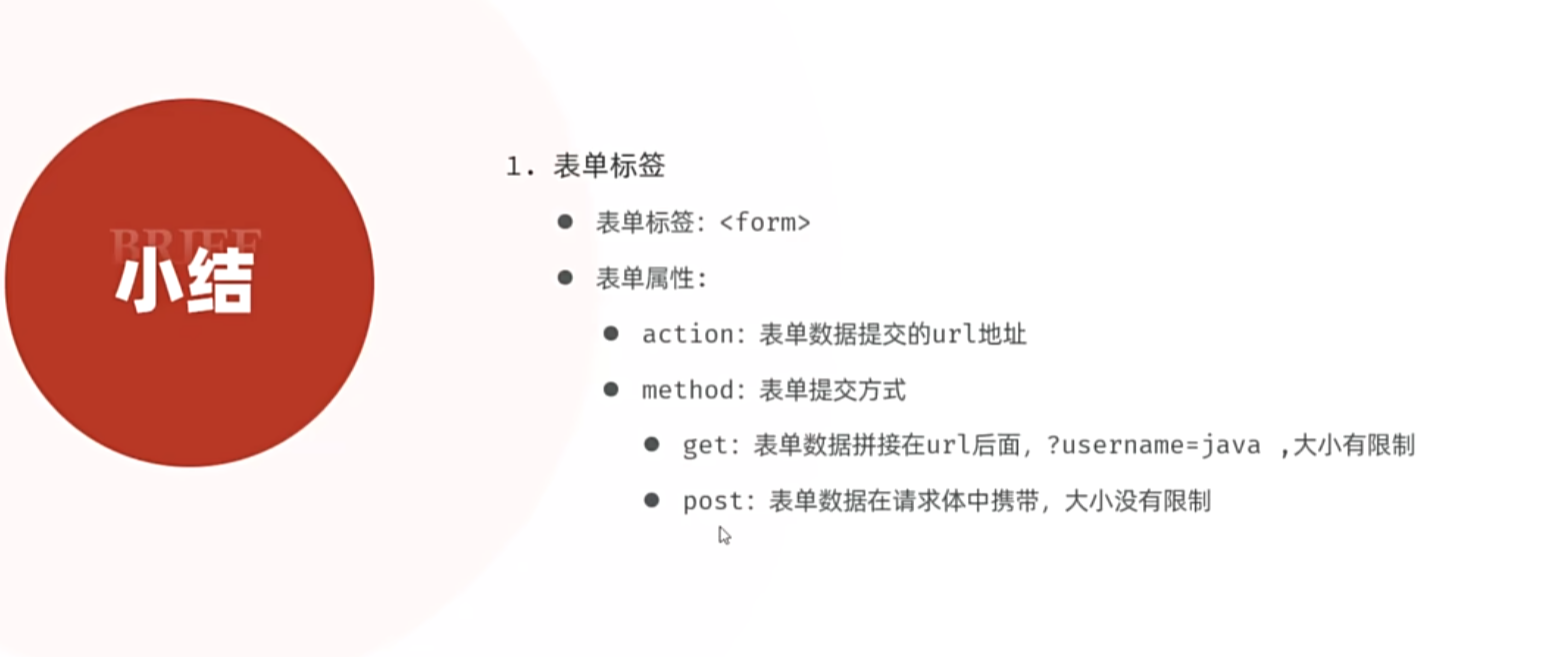 BRIEF
小结
1. 表单标签
● 表单标签：<form>
● 表单属性:
● action：表单数据提交的url地址
● method：表单提交方式
● get：表单数据拼接在url后面，?username=java ,大小有限制
● post：表单数据在请求体中携带，大小没有限制